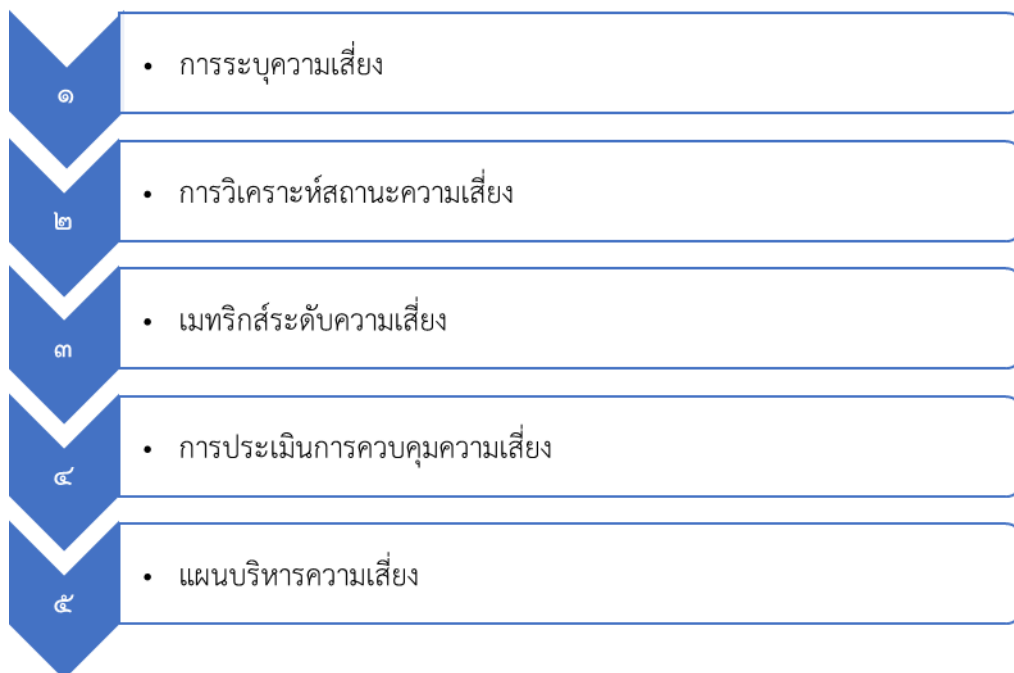 ๑
• การระบุความเสี่ยง
๒
• การวิเคราะห์สถานะความเสี่ยง
๓
• เมทริกส์ระดับความเสี่ยง
๔
• การประเมินการควบคุมความเสี่ยง
๕
• แผนบริหารความเสี่ยง